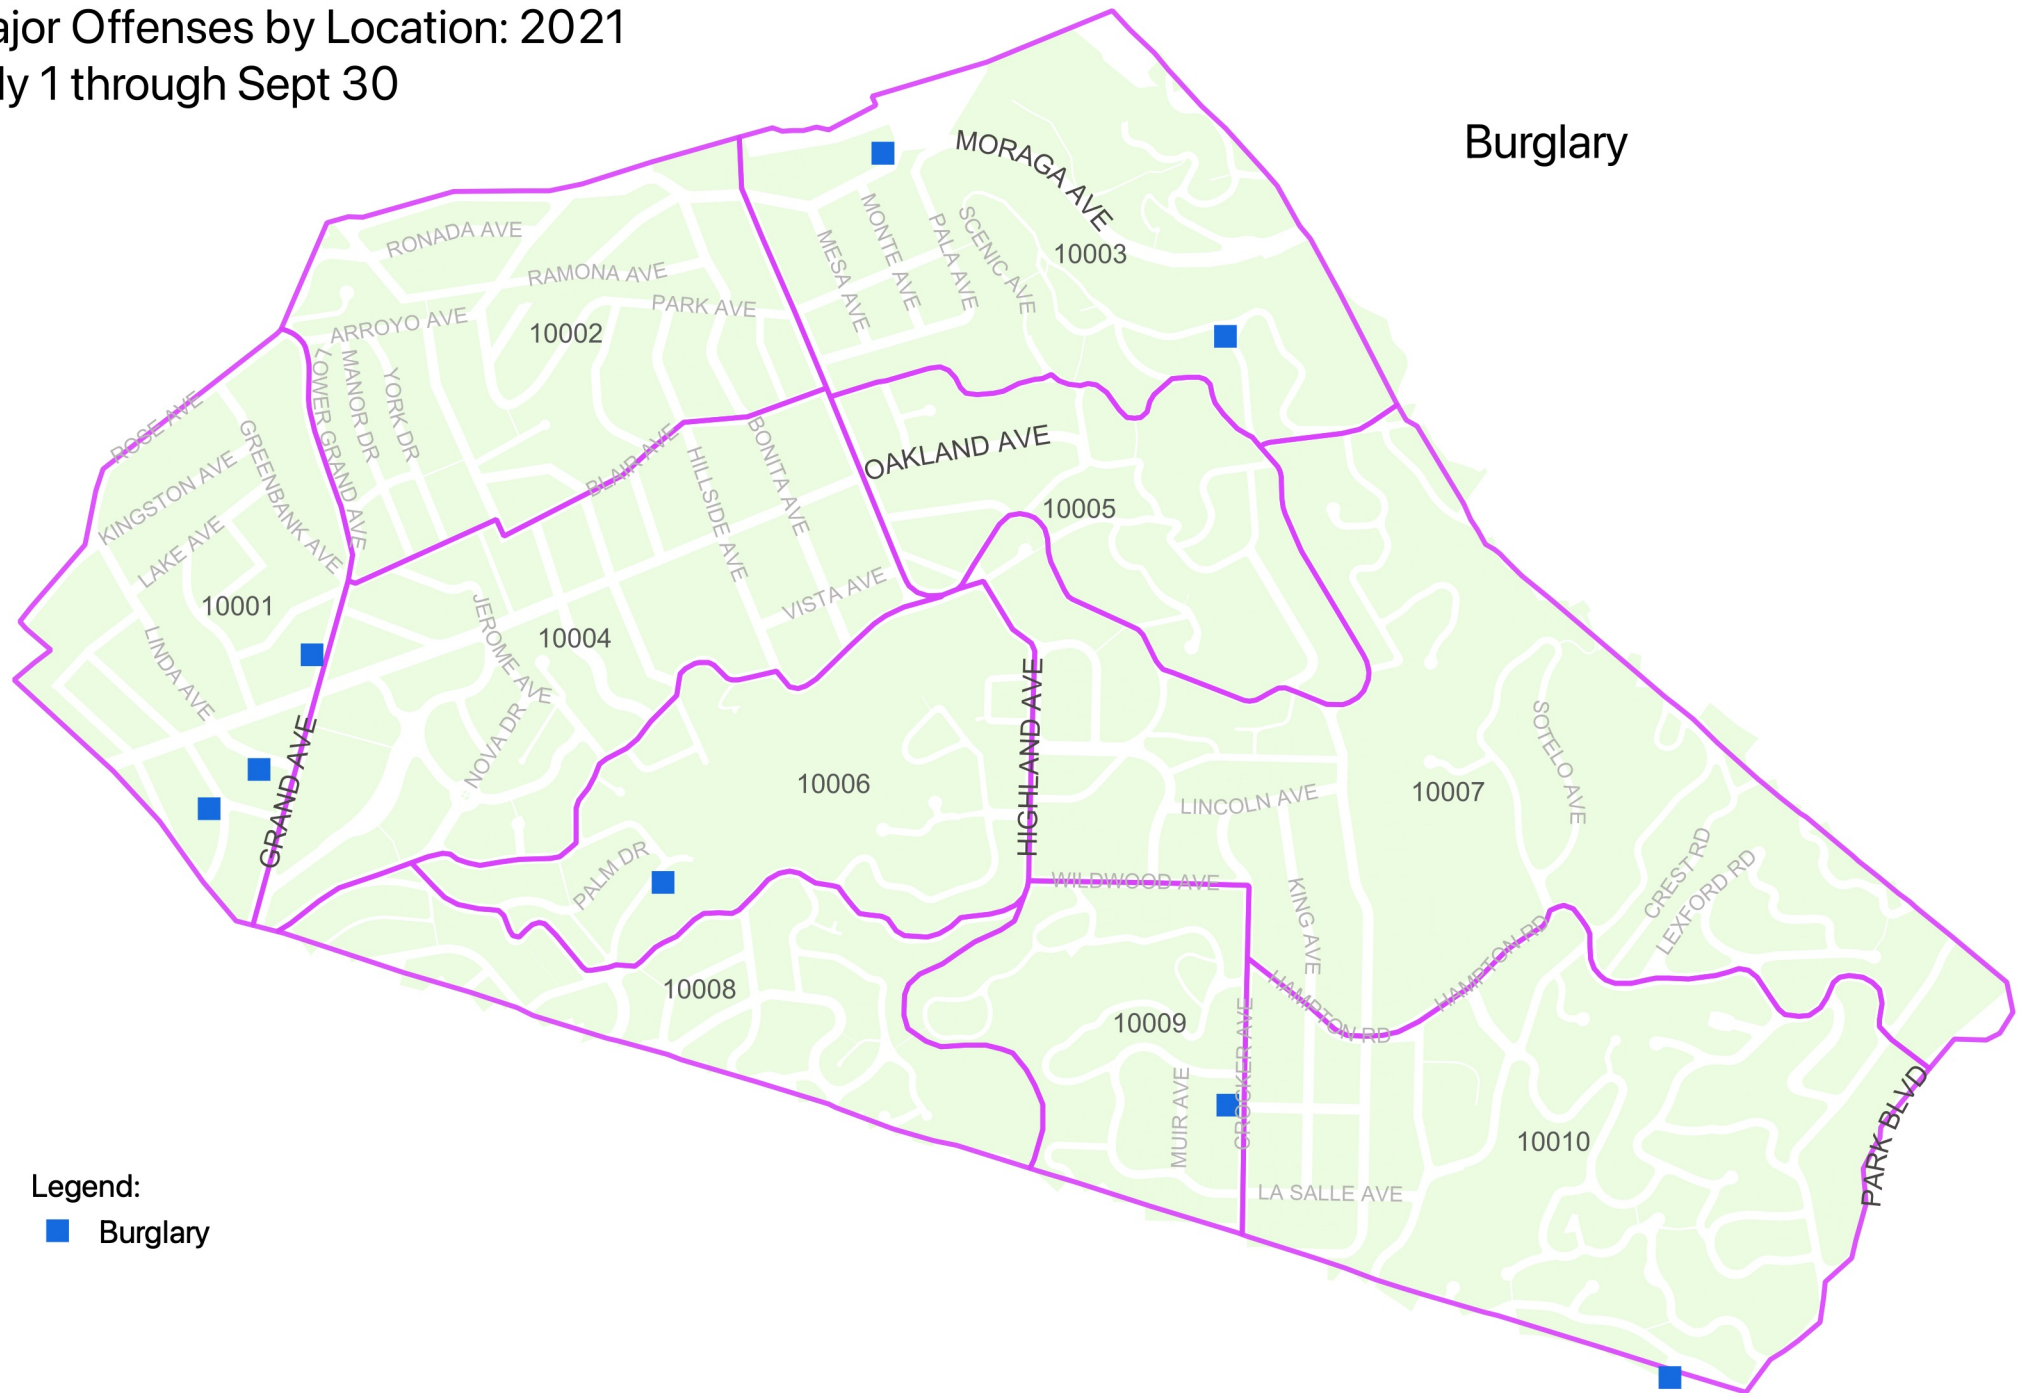 ajor Offenses by Location: 2021
ly 1 through Sept 30
Burglary
MORAGA AVE
RONADA AVE
MONTE AVE
PALA AVE
SCENIC AVE
MESA AVE
10003
RAMONA AVE
PARK AVE
ARROYO AVE
10002
LOWER GRAND AVE
MANOR DR
YORK DR
ROSE AVE
GREENBANK AVE
KINGSTON AVE
BLAIR AVE
HILLSIDE AVE
BONITA AVE
OAKLAND AVE
10005
LAKE AVE
10001
VISTA AVE
JEROME AVE
10004
LINDA AVE
NOVA DR
GRAND AVE
HIGHLAND AVE
10006
10007
SOTELO AVE
LINCOLN AVE
CREST RD
LEXFORD RD
PALM DR
WILDWOOD AVE
KING AVE
HAMPTON RD
HAMPTON RD
10008
10009
CROCKER AVE
MUIR AVE
10010
PARK BLVD
LA SALLE AVE
Legend:
Burglary